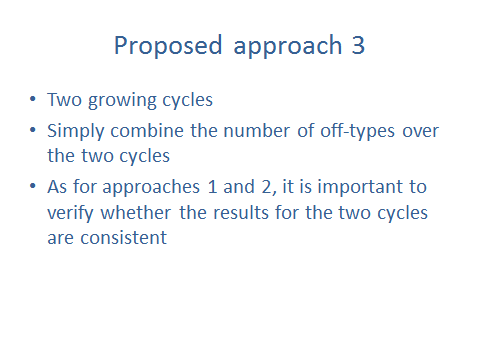 Proposed approach 3
• Two growing cycles
• Simply combine the number of off-types over
the two cycles
• As for approaches 1 and 2, it is important to
verify whether the results for the two cycles
are consistent